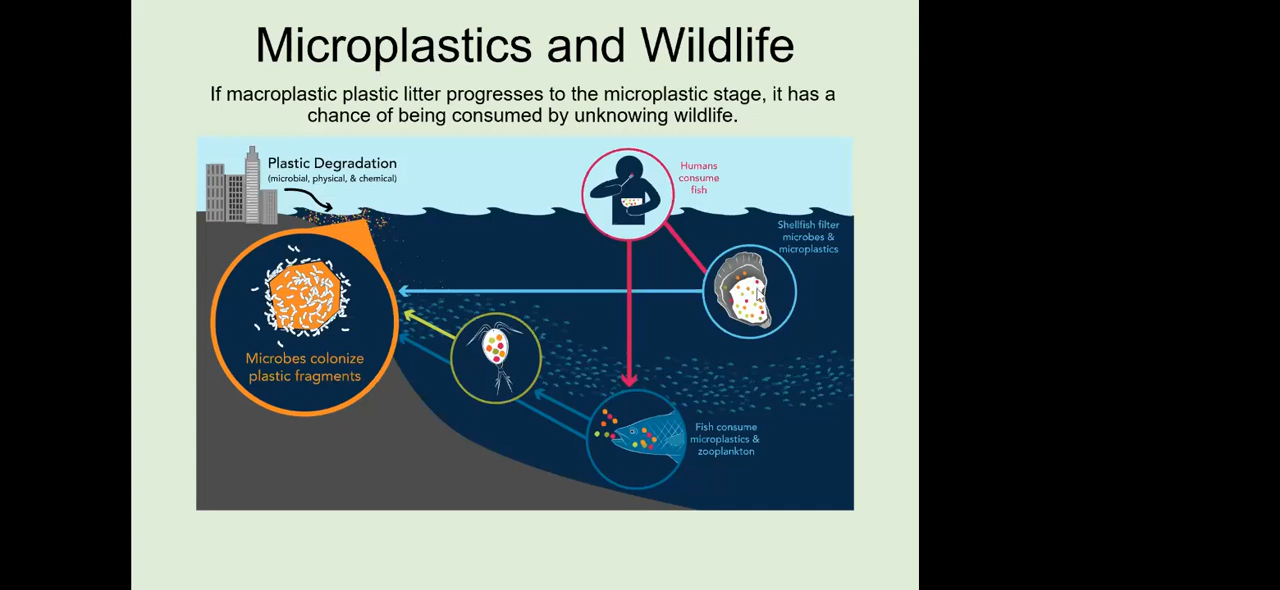 Microplastics and Wildlife
If macroplastic plastic litter progresses to the microplastic stage, it has a
chance of being consumed by unknowing wildlife.
Plastic Degradation
(microbial, physical, & chemical)
Humans
consume
fish
Shellfish filter
microbes &
microplastics
Microbes colonize
plastic fragments
Fish consume
microplastics &
zooplankton